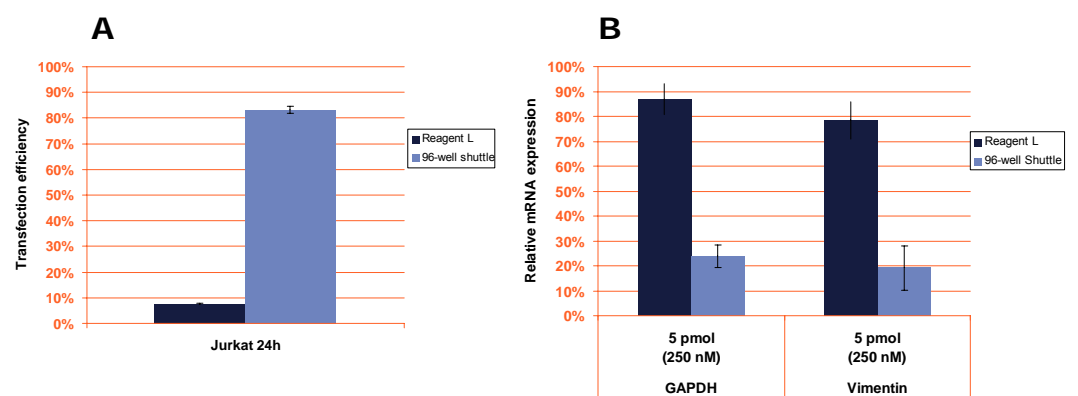 A
100%
90%
80%
70%
60%
50%
40%
30%
20%
10%
0%
Transfection efficiency
Jurkat 24h
Reagent L
96-well shuttle
B
100%
90%
80%
70%
60%
50%
40%
30%
20%
10%
0%
Relative mRNA expression
5 pmol
(250 nM)
GAPDH
5 pmol
(250 nM)
Vimentin
Reagent L
96-well Shuttle